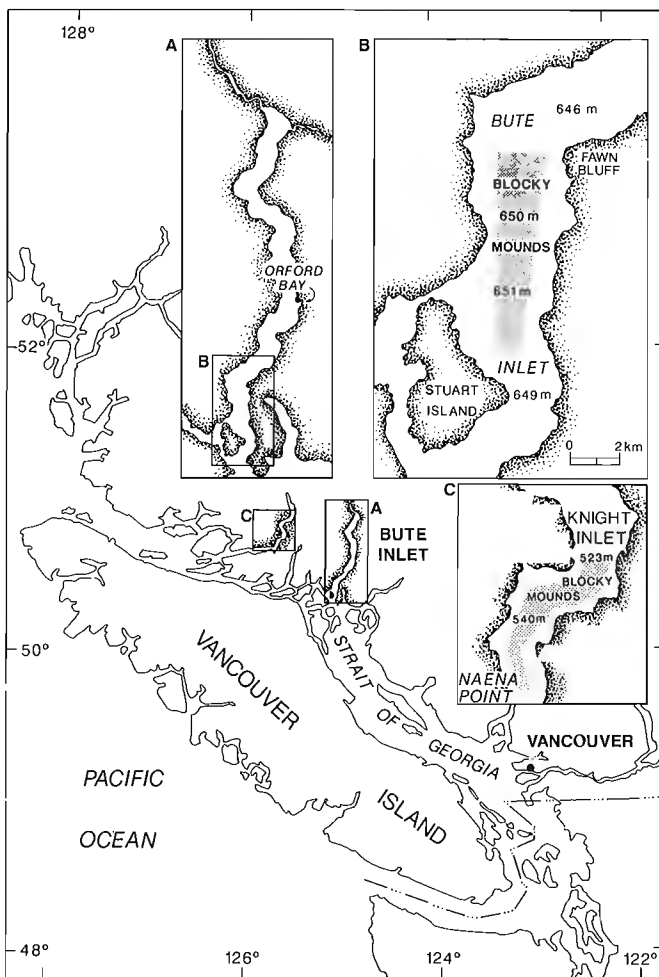 128°
A
ORFORD
BAY
B
B
BUTE
646 m
FAWN
BLUFF
BLOCKY
650 m
MOUNDS
651 m
INLET
649 m
STUART
ISLAND
0 2 km
52°
C
A
BUTE
INLET
C
KNIGHT
INLET
523m
BLOCKY
MOUNDS
540m
NAENA
POINT
50°
VANCOUVER
ISLAND
STRAIT
OF
GEORGIA
VANCOUVER
PACIFIC
OCEAN
48°
126°
124°
122°